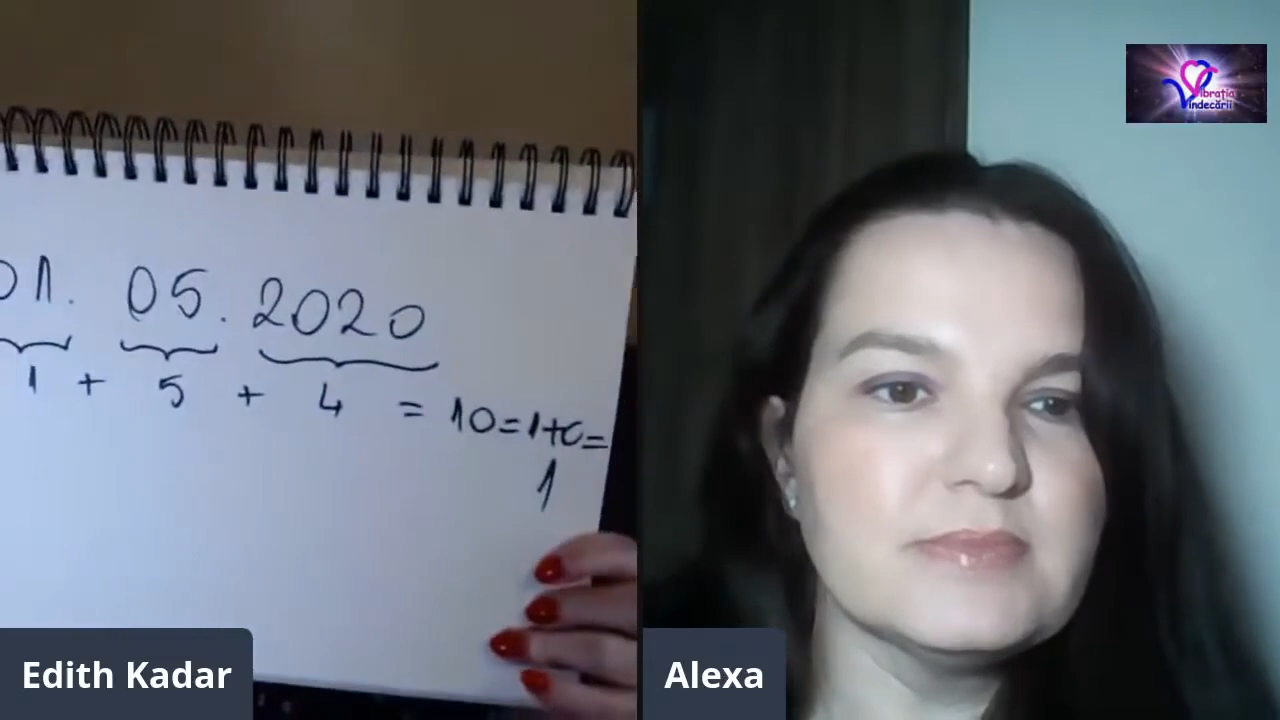 01. 05. 2020
1 + 5 + 4 = 10 = 1+0=
1
Edith Kadar
Alexa
Vibrația
Vindecării